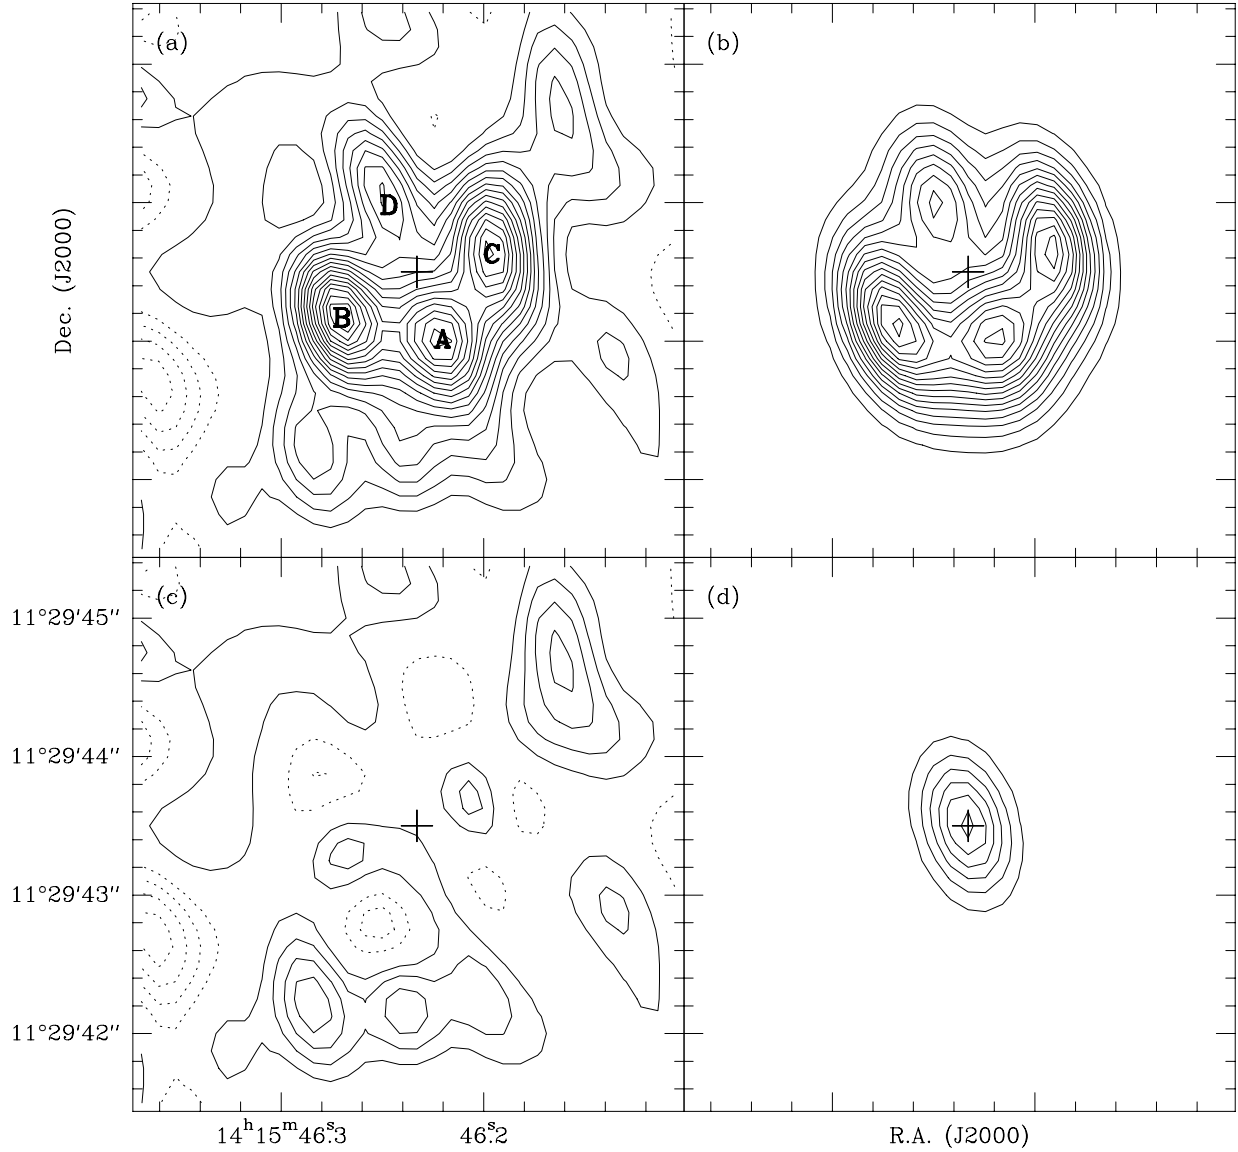 (a)
(b)
D
C
B
A
Dec. (J2000)
(c)
(d)
11°29′45″
11°29′44″
11°29′43″
11°29′42″
14ʰ15ᵐ46ˢ.3
46ˢ.2
R.A. (J2000)